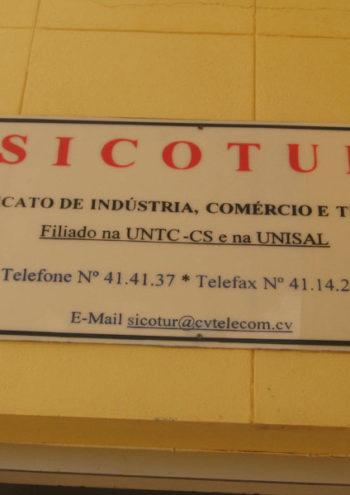 SICOTU
CATO DE INDÚSTRIA, COMÉRCIO E T
Filiado na UNTC-CS e na UNISAL
Telefone Nº 41.41.37 * Telefax Nº 41.14.2
E-Mail sicotur@cvtelecom.cv